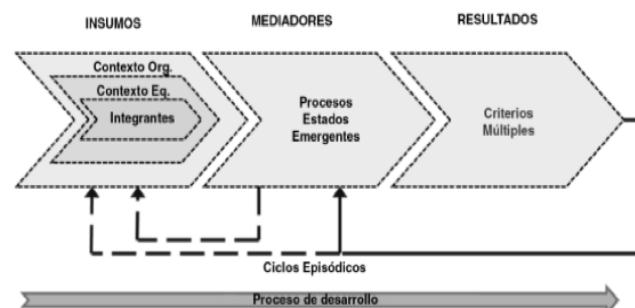 INSUMOS
MEDIADORES
RESULTADOS
Contexto Org.
Contexto Eq.
Integrantes
Procesos
Estados
Emergentes
Criterios
Múltiples
Ciclos Episódicos
Proceso de desarrollo